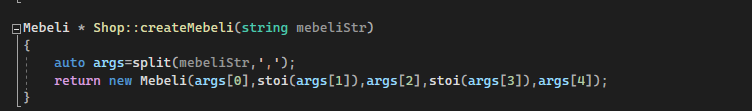 Mebeli * Shop::createMebeli(string mebeliStr)
{
auto args=split(mebeliStr,',');
return new Mebeli(args[0],stoi(args[1]),args[2],stoi(args[3]),args[4]);
}